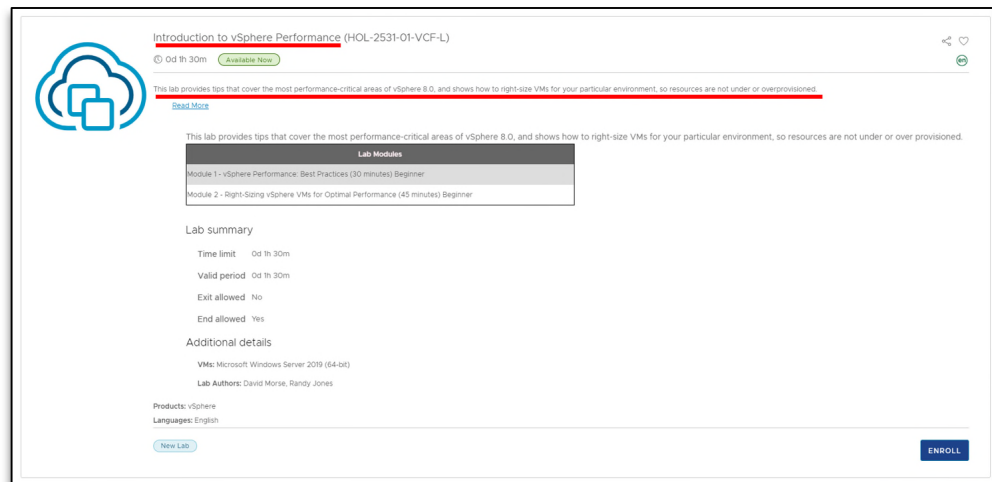 Introduction to vSphere Performance (HOL-2531-01-VCF-L)
0d 1h 30m Available Now
en
This lab provides tips that cover the most performance-critical areas of vSphere 8.0, and shows how to right-size VMs for your particular environment, so resources are not under or overprovisioned.
Read More
This lab provides tips that cover the most performance-critical areas of vSphere 8.0, and shows how to right-size VMs for your particular environment, so resources are not under or over provisioned.
Lab Modules
Module 1 - vSphere Performance: Best Practices (30 minutes) Beginner
Module 2 - Right-Sizing vSphere VMs for Optimal Performance (45 minutes) Beginner
Lab summary
Time limit 0d 1h 30m
Valid period 0d 1h 30m
Exit allowed No
End allowed Yes
Additional details
VMs: Microsoft Windows Server 2019 (64-bit)
Lab Authors: David Morse, Randy Jones
Products: vSphere
Languages: English
New Lab
ENROLL